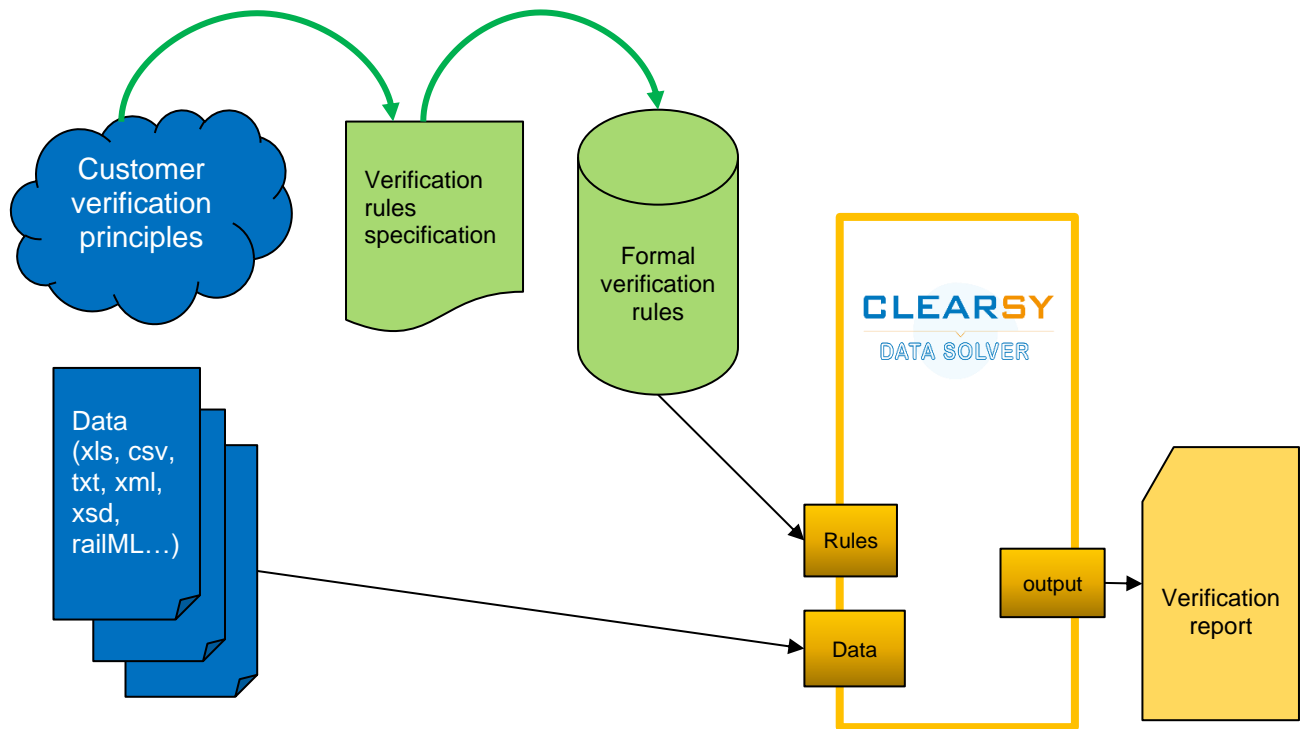 Customer
verification
principles
Verification
rules
specification
Formal
verification
rules
CLEARSY
DATA SOLVER
Data
(xls, csv,
txt, xml,
xsd,
railML…)
Rules
Data
output
Verification
report